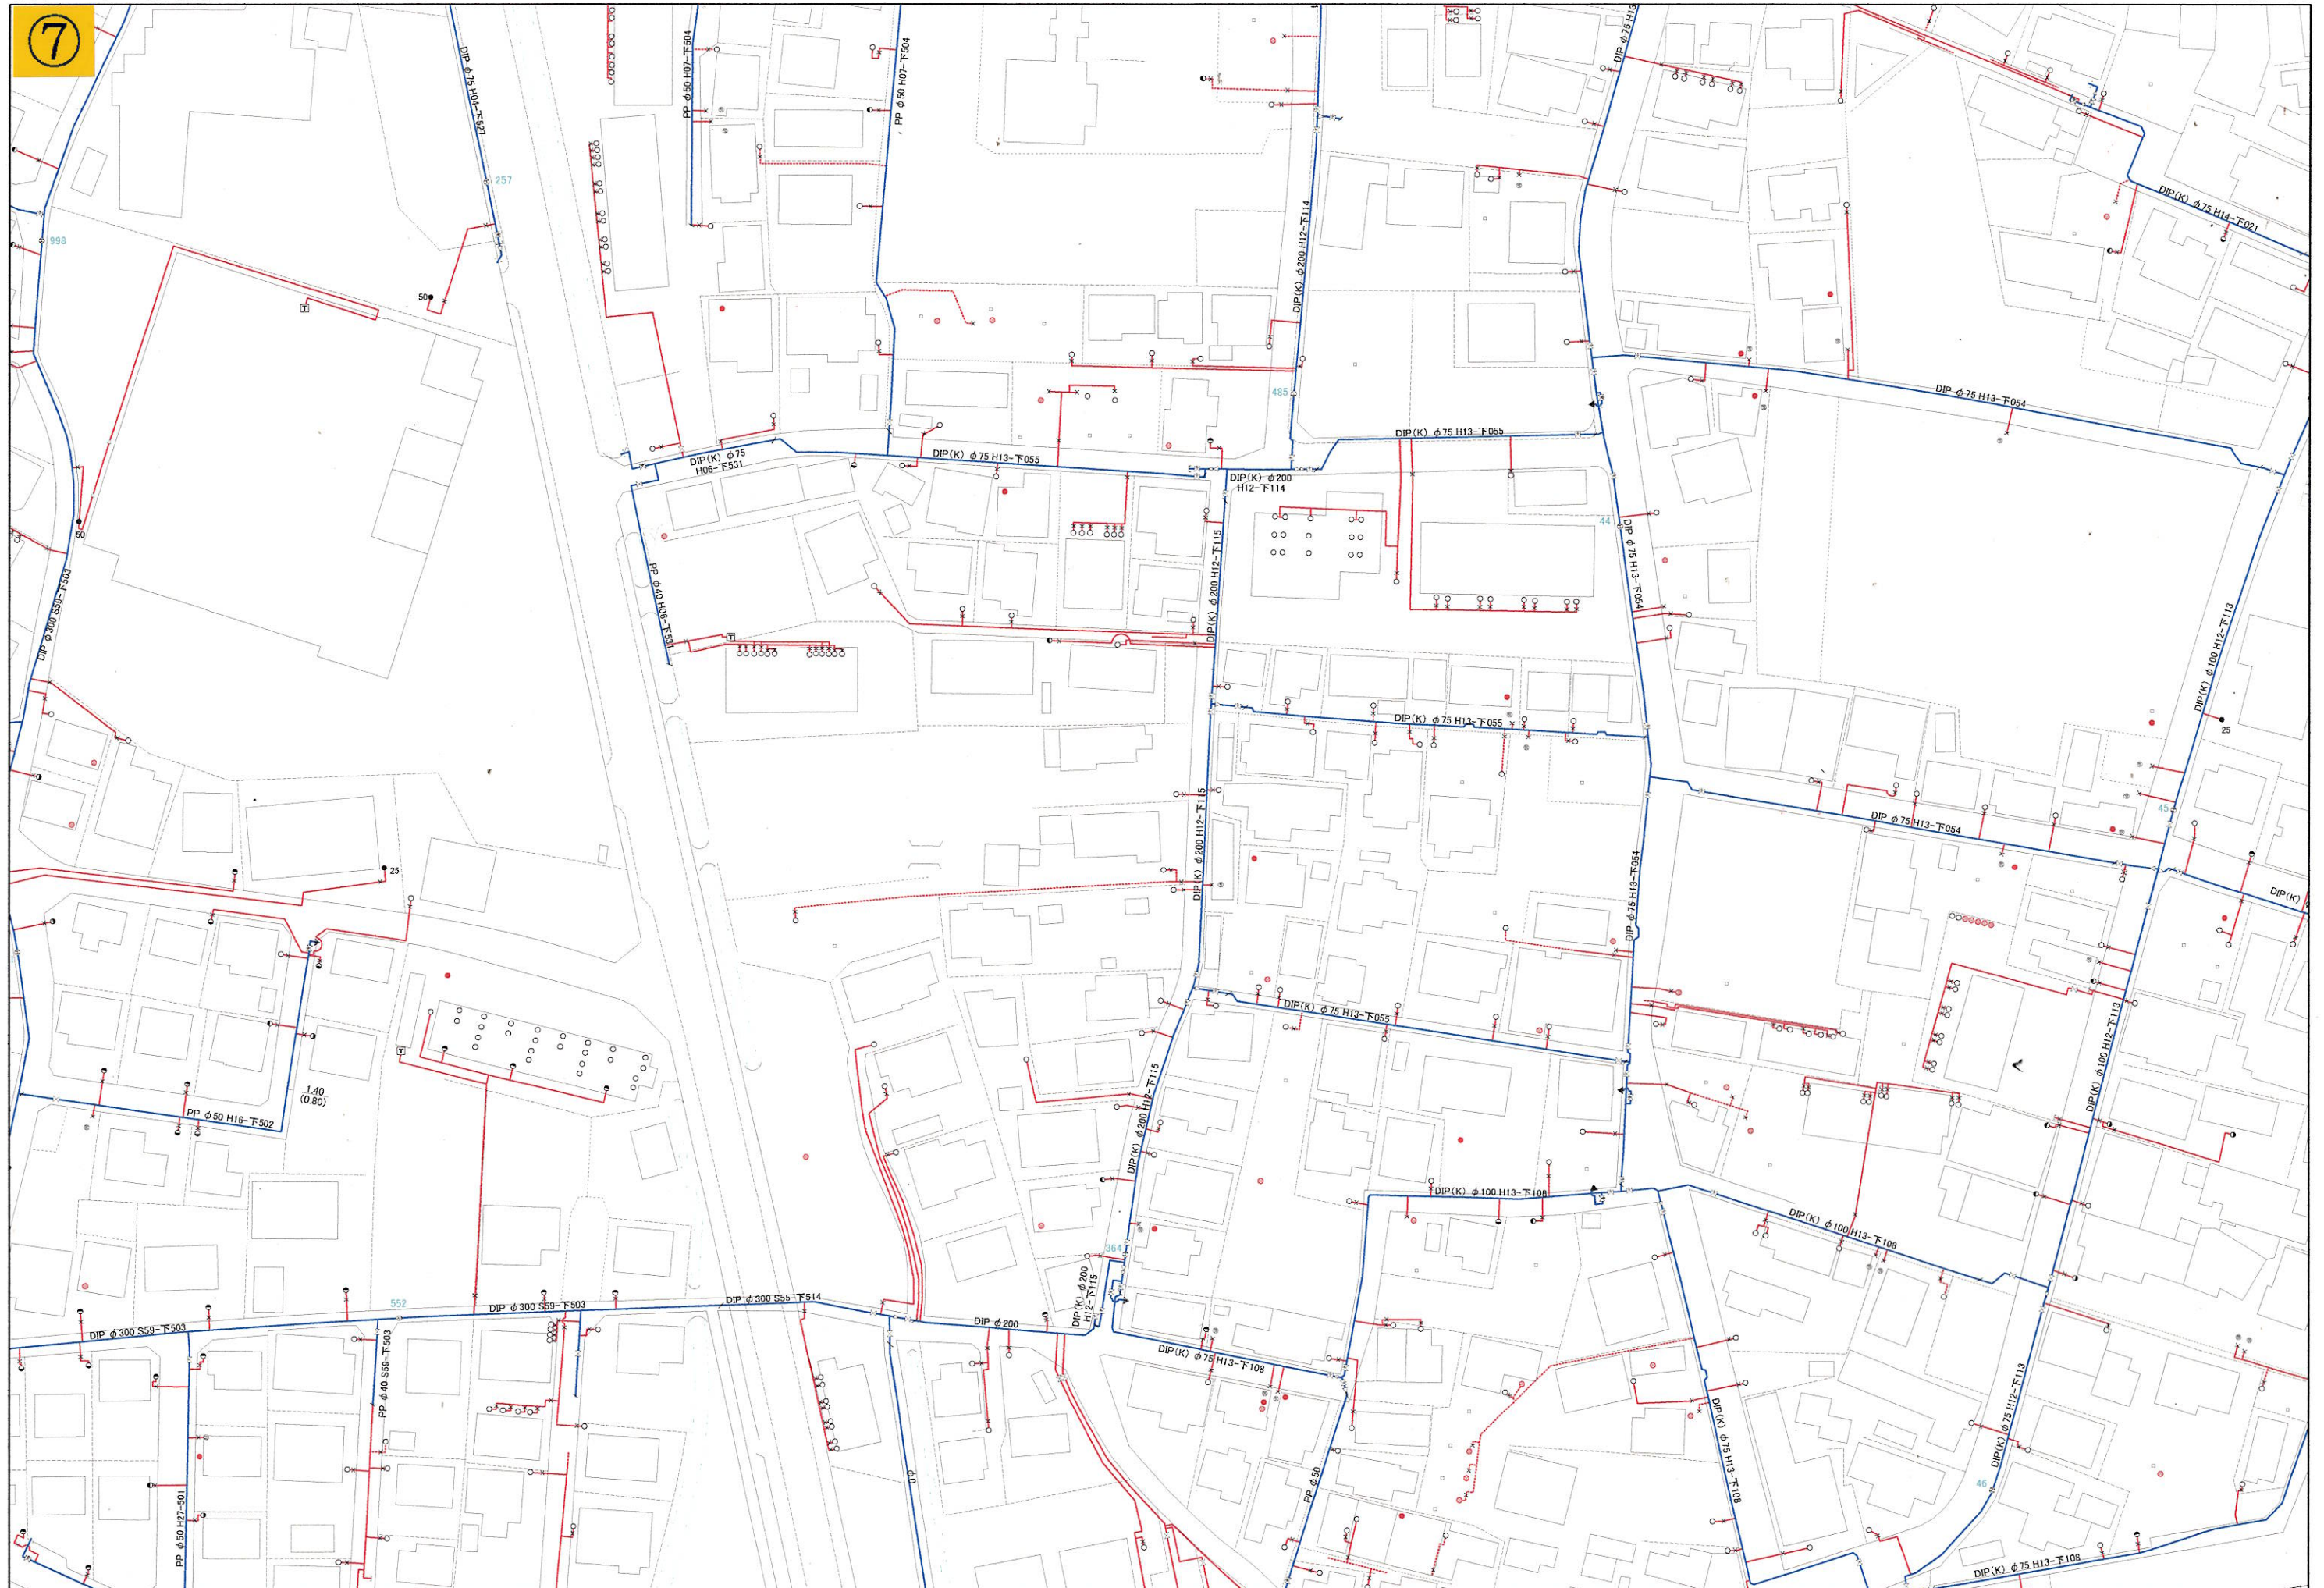 ⑦
DIP φ75 H04-下527
PP φ50 H07-下504
PP φ50 H07-下504
DIP φ75 H13
257
998
DIP(K) φ200 H12-下114
DIP(K) φ75 H14-下021
50
T
485
DIP φ75 H13-下054
DIP(K) φ75 H13-下055
DIP(K) φ75
H06-下531
DIP(K) φ75 H13-下055
DIP(K) φ200
H12-下114
44
50
DIP φ75 H13-下054
DIP(K) φ200 H12-下115
PP φ40 H06-下531
T
DIP φ300 S59-下503
DIP(K) φ100 H12-下113
DIP(K) φ75 H13-下055
25
DIP(K) φ200 H12-下115
45
DIP φ75 H13-下054
25
DIP φ75 H13-下054
DIP(K)
DIP(K) φ75 H13-下055
T
1.40
(0.80)
PP φ50 H16-下502
DIP(K) φ200 H12-下115
DIP(K) φ100 H12-下113
DIP(K) φ100 H13-下108
DIP(K) φ100 H13-下108
364
DIP(K) φ200
H12-下115
552
DIP φ300 S59-下503
DIP φ300 S55-下514
DIP φ300 S59-下503
DIP φ200
DIP(K) φ75 H13-下108
PP φ40 S59-下503
DIP(K) φ75 H12-下113
DIP(K) φ75 H13-下108
46
φ0
PP φ50
PP φ50 H27-501
DIP(K) φ75 H13-下108